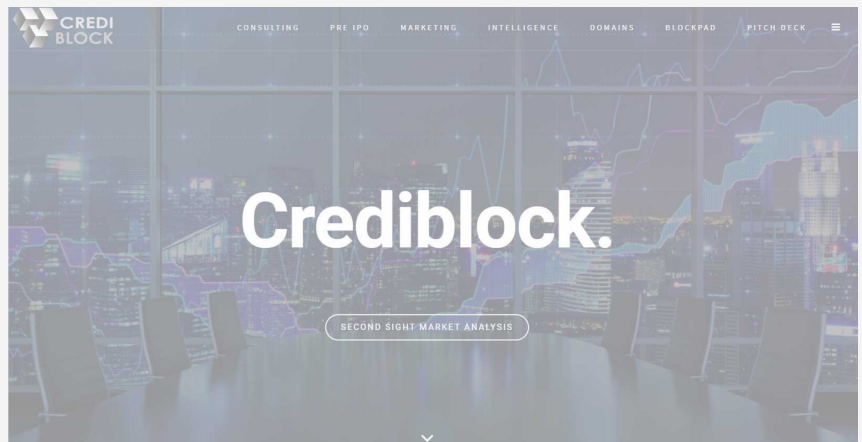 CREDI
BLOCK
CONSULTING PRE IPO MARKETING INTELLIGENCE DOMAINS BLOCKPAD PITCH DECK
Crediblock.
SECOND SIGHT MARKET ANALYSIS